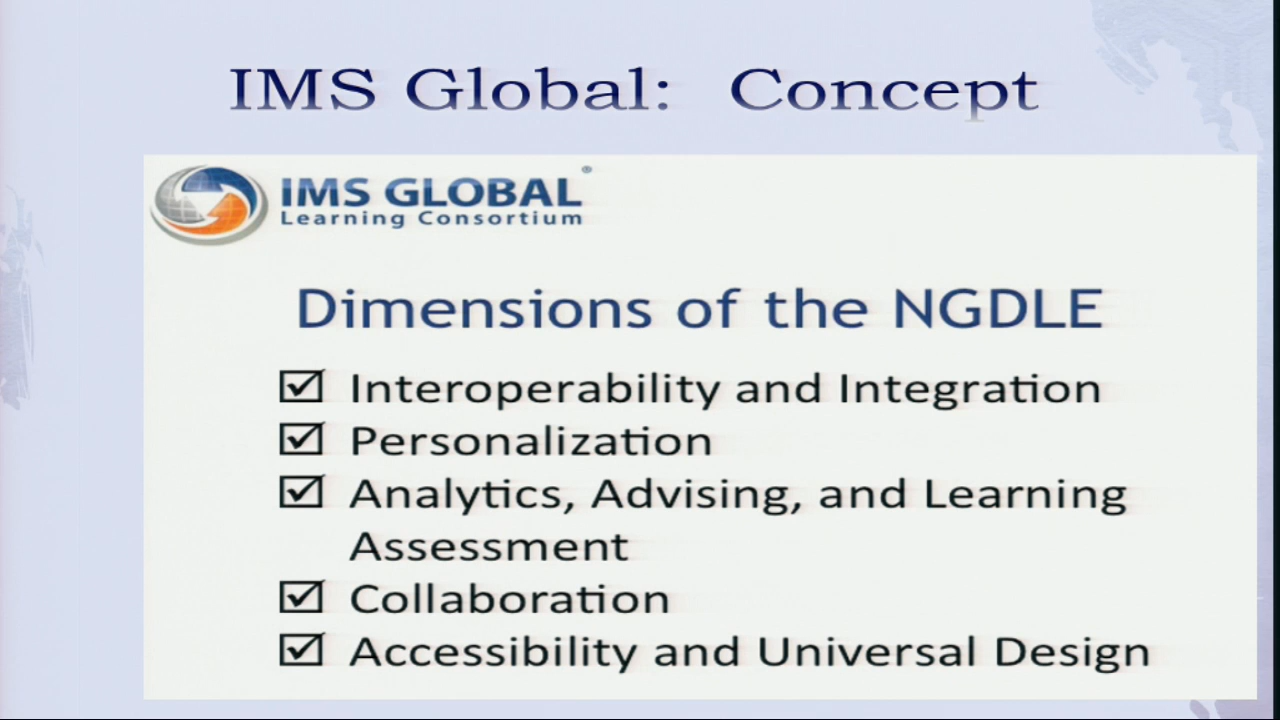 IMS Global: Concept
IMS GLOBAL®
Learning Consortium
Dimensions of the NGDLE
☑ Interoperability and Integration
☑ Personalization
☑ Analytics, Advising, and Learning
Assessment
☑ Collaboration
☑ Accessibility and Universal Design